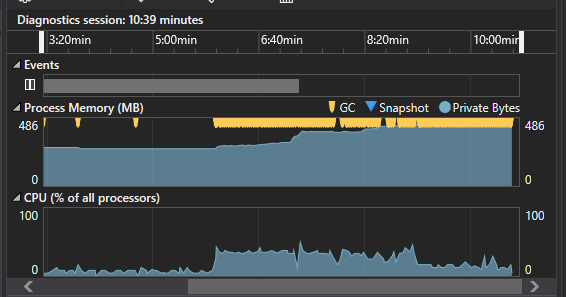 Diagnostics session: 10:39 minutes
3:20min 5:00min 6:40min 8:20min 10:00min
Events
Process Memory (MB) GC Snapshot Private Bytes
486 486
0 0
CPU (% of all processors)
100 100
0 0